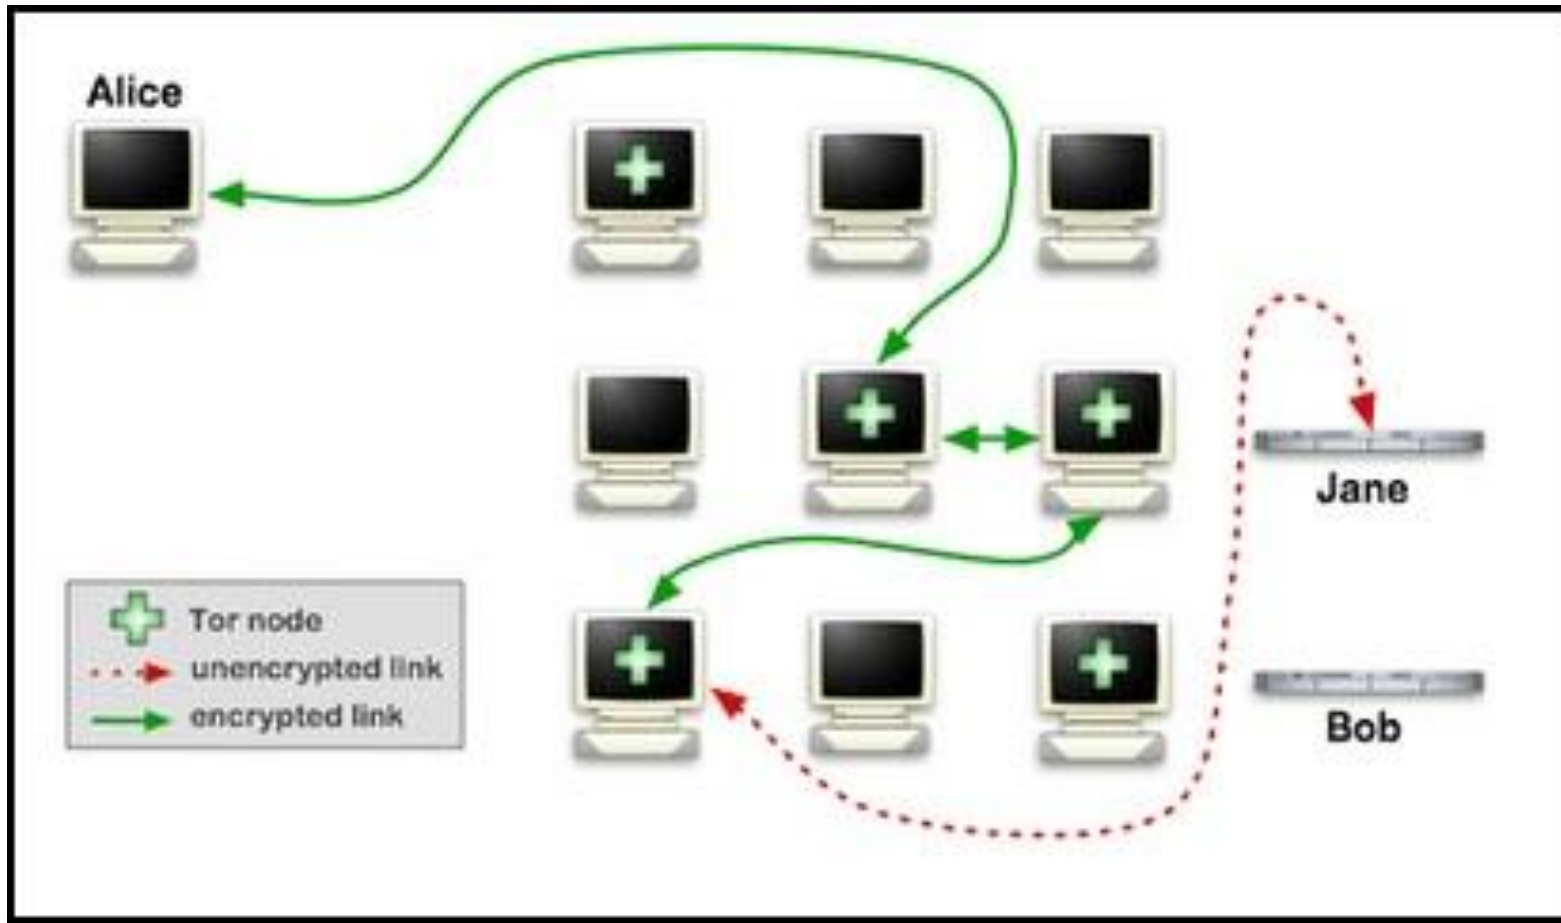 Alice
Jane
Tor node
unencrypted link
encrypted link
Bob